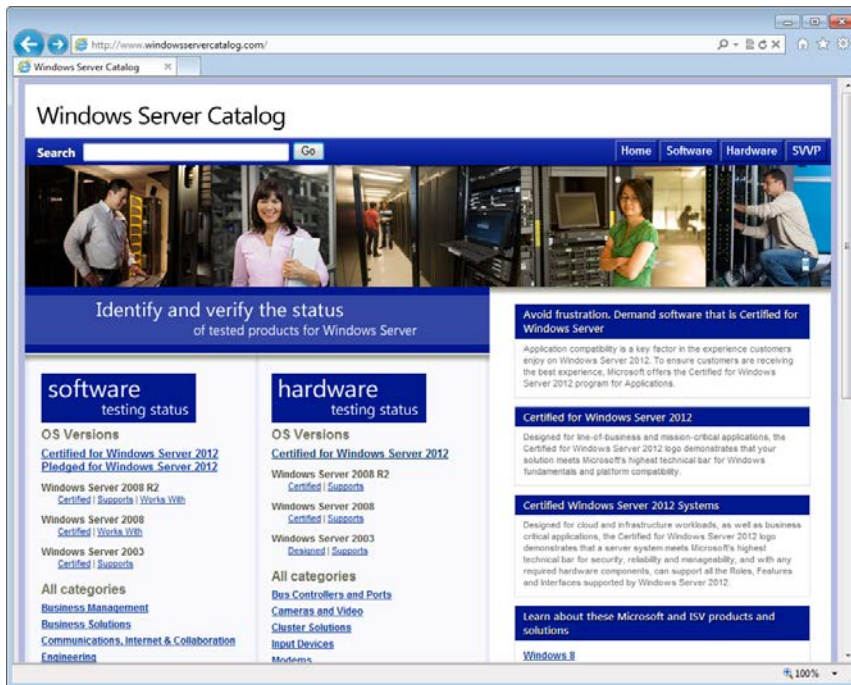 http://www.windowsservercatalog.com/
Windows Server Catalog
Windows Server Catalog
Search
Go
Home
Software
Hardware
SVVP
Identify and verify the status
of tested products for Windows Server
software
testing status
OS Versions
Certified for Windows Server 2012
Pledged for Windows Server 2012
Windows Server 2008 R2
Certified | Supports | Works With
Windows Server 2008
Certified | Works With
Windows Server 2003
Certified | Supports
All categories
Business Management
Business Solutions
Communications, Internet & Collaboration
Engineering
hardware
testing status
OS Versions
Certified for Windows Server 2012
Windows Server 2008 R2
Certified | Supports
Windows Server 2008
Certified | Supports
Windows Server 2003
Designed | Supports
All categories
Bus Controllers and Ports
Cameras and Video
Cluster Solutions
Input Devices
Modems
Avoid frustration. Demand software that is Certified for
Windows Server
Application compatibility is a key factor in the experience customers
enjoy on Windows Server 2012. To ensure customers are receiving
the best experience, Microsoft offers the Certified for Windows
Server 2012 program for Applications.
Certified for Windows Server 2012
Designed for line-of-business and mission-critical applications, the
Certified for Windows Server 2012 logo demonstrates that your
solution meets Microsoft's highest technical bar for Windows
fundamentals and platform compatibility.
Certified Windows Server 2012 Systems
Designed for cloud and infrastructure workloads, as well as business
critical applications, the Certified for Windows Server 2012 logo
demonstrates that a server system meets Microsoft's highest
technical bar for security, reliability and manageability, and with any
required hardware components, can support all the Roles, Features
and Interfaces supported by Windows Server 2012.
Learn about these Microsoft and ISV products and
solutions
Windows 8
100%